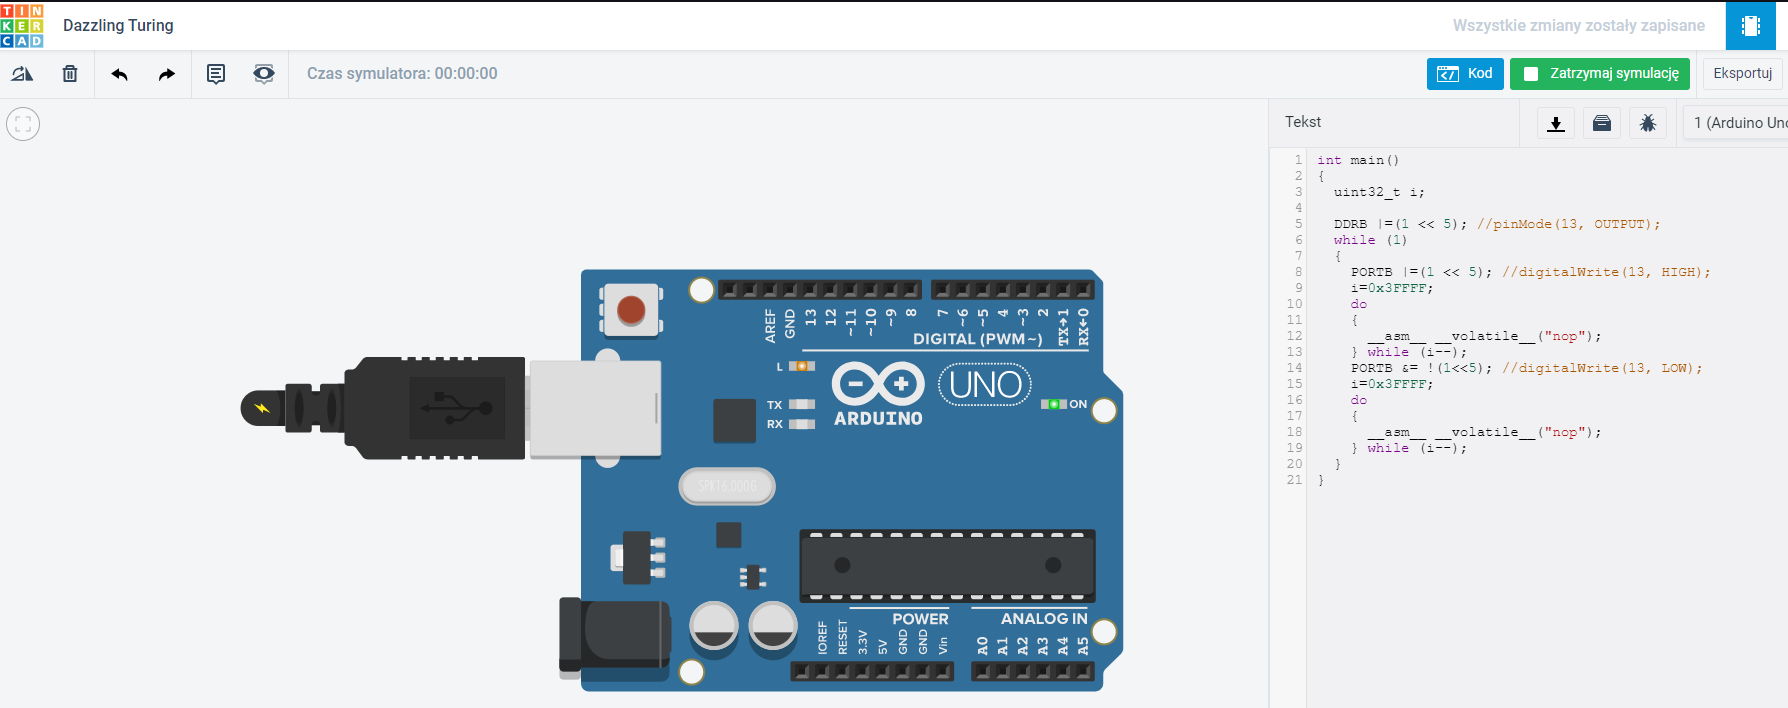 TIN
KER
CAD
Dazzling Turing
Wszystkie zmiany zostały zapisane
Czas symulatora: 00:00:00
Kod
Zatrzymaj symulację
Eksportuj
Tekst
1 (Arduino Uno
1 int main()
2 {
3 uint32_t i;
4
5 DDRB |=(1 << 5); //pinMode(13, OUTPUT);
6 while (1)
7 {
8 PORTB |=(1 << 5); //digitalWrite(13, HIGH);
9 i=0x3FFFF;
10 do
11 {
12 __asm__ __volatile__("nop");
13 } while (i--);
14 PORTB &= !(1<<5); //digitalWrite(13, LOW);
15 i=0x3FFFF;
16 do
17 {
18 __asm__ __volatile__("nop");
19 } while (i--);
20 }
21 }
AREF
GND
13
12
~11
~10
~9
8
7
~6
~5
4
~3
2
TX→1
RX←0
DIGITAL (PWM~)
L
TX
RX
UNO
ARDUINO
ON
SPK16.000G
POWER
ANALOG IN
IOREF
RESET
3.3V
5V
GND
GND
Vin
A0
A1
A2
A3
A4
A5